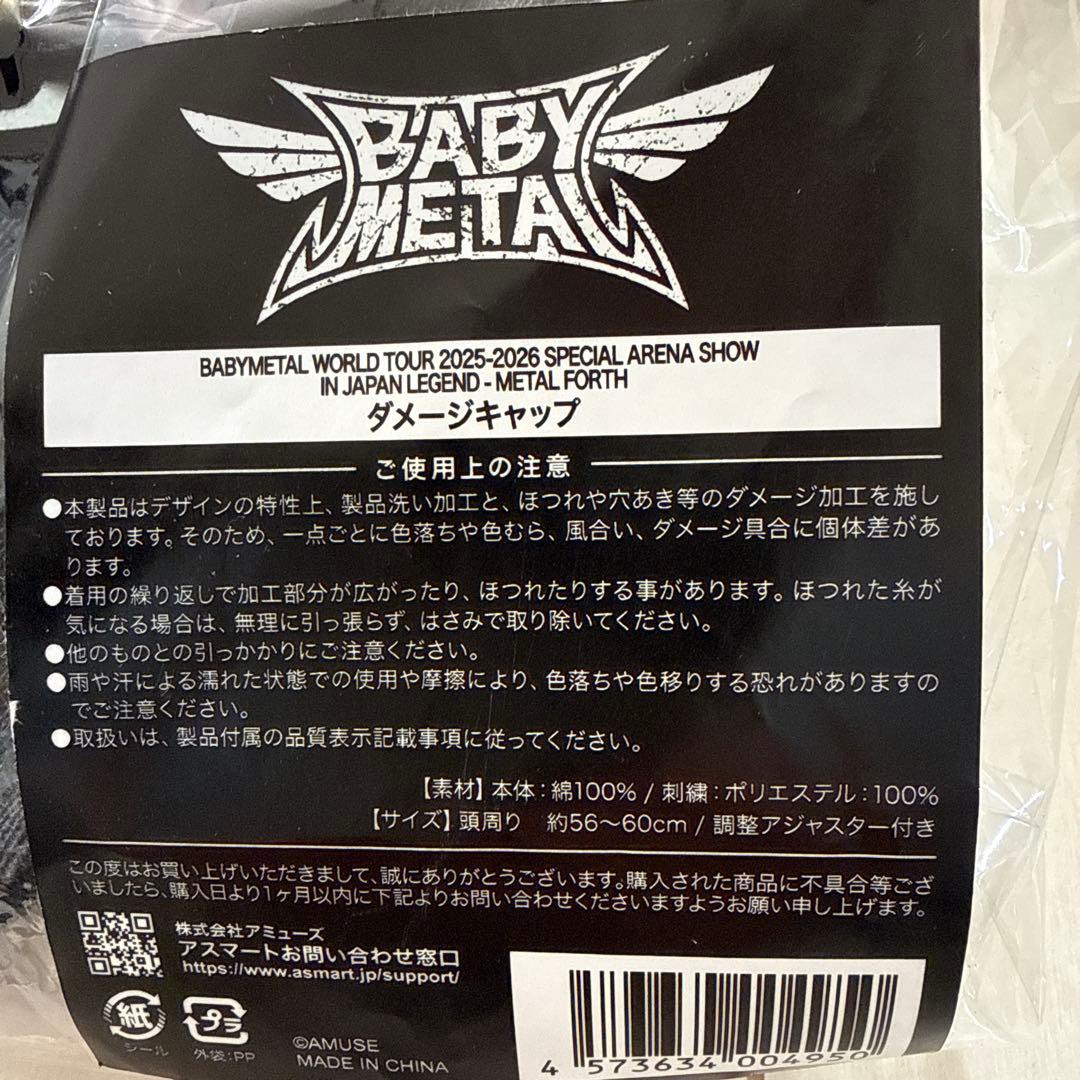 BABY
METAL
BABYMETAL WORLD TOUR 2025-2026 SPECIAL ARENA SHOW
IN JAPAN LEGEND - METAL FORTH
ダメージキャップ
ご使用上の注意
●本製品はデザインの特性上、製品洗い加工と、ほつれや穴あき等のダメージ加工を施し
ております。そのため、一点ごとに色落ちや色むら、風合い、ダメージ具合に個体差があ
ります。
●着用の繰り返しで加工部分が広がったり、ほつれたりする事があります。ほつれた糸が
気になる場合は、無理に引っ張らず、はさみで取り除いてください。
●他のものとの引っかかりにご注意ください。
●雨や汗による濡れた状態での使用や摩擦により、色落ちや色移りする恐れがありますの
でご注意ください。
●取扱いは、製品付属の品質表示記載事項に従ってください。
【素材】本体:綿100% / 刺繍:ポリエステル:100%
【サイズ】頭周り 約56〜60cm / 調整アジャスター付き
この度はお買い上げいただきまして、誠にありがとうございます。購入された商品に不具合等ござ
いましたら、購入日より1ヶ月以内に下記よりお問い合わせくださいますようお願い申し上げます。
株式会社アミューズ
アスマートお問い合わせ窓口
https://www.asmart.jp/support/
紙
シール
プラ
外袋:PP
©AMUSE
MADE IN CHINA
4 573634 004950